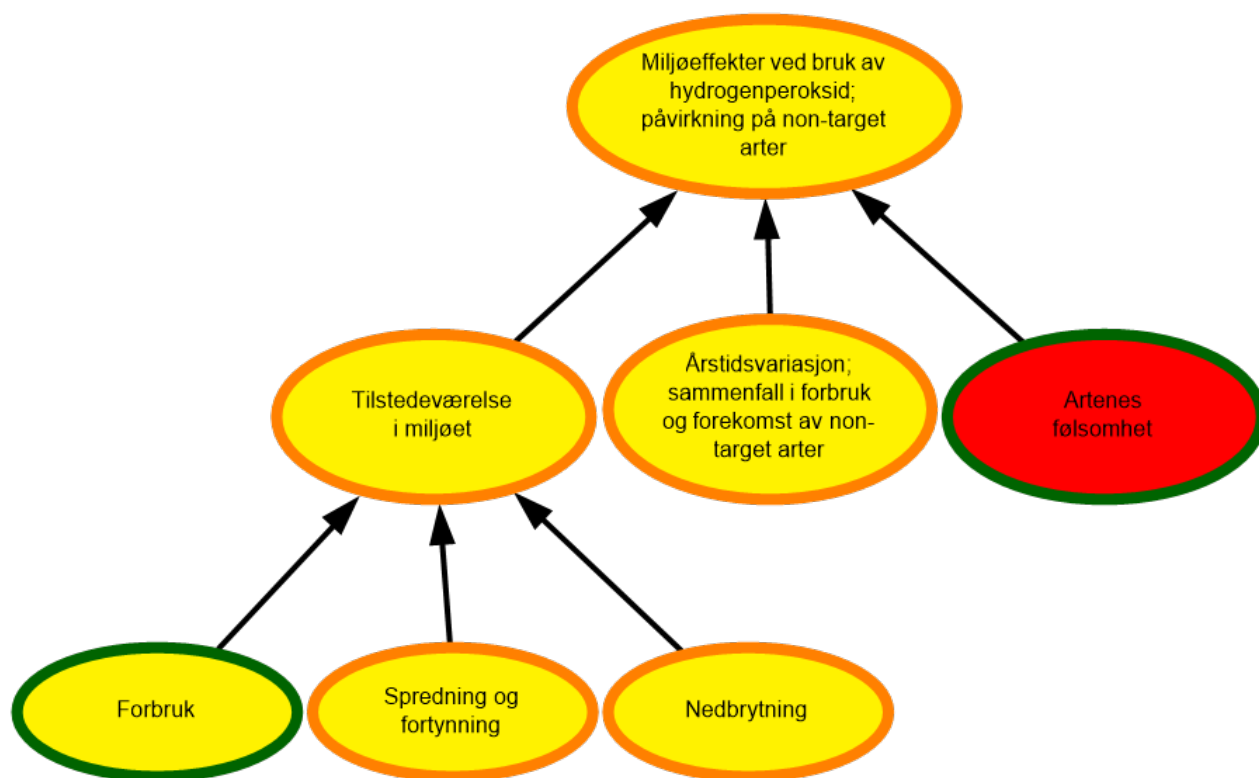 Miljøeffekter ved bruk av
hydrogenperoksid;
påvirkning på non-target
arter
Tilstedeværelse
i miljøet
Årstidsvariasjon;
sammenfall i forbruk
og forekomst av non-
target arter
Artenes
følsomhet
Forbruk
Spredning og
fortynning
Nedbrytning